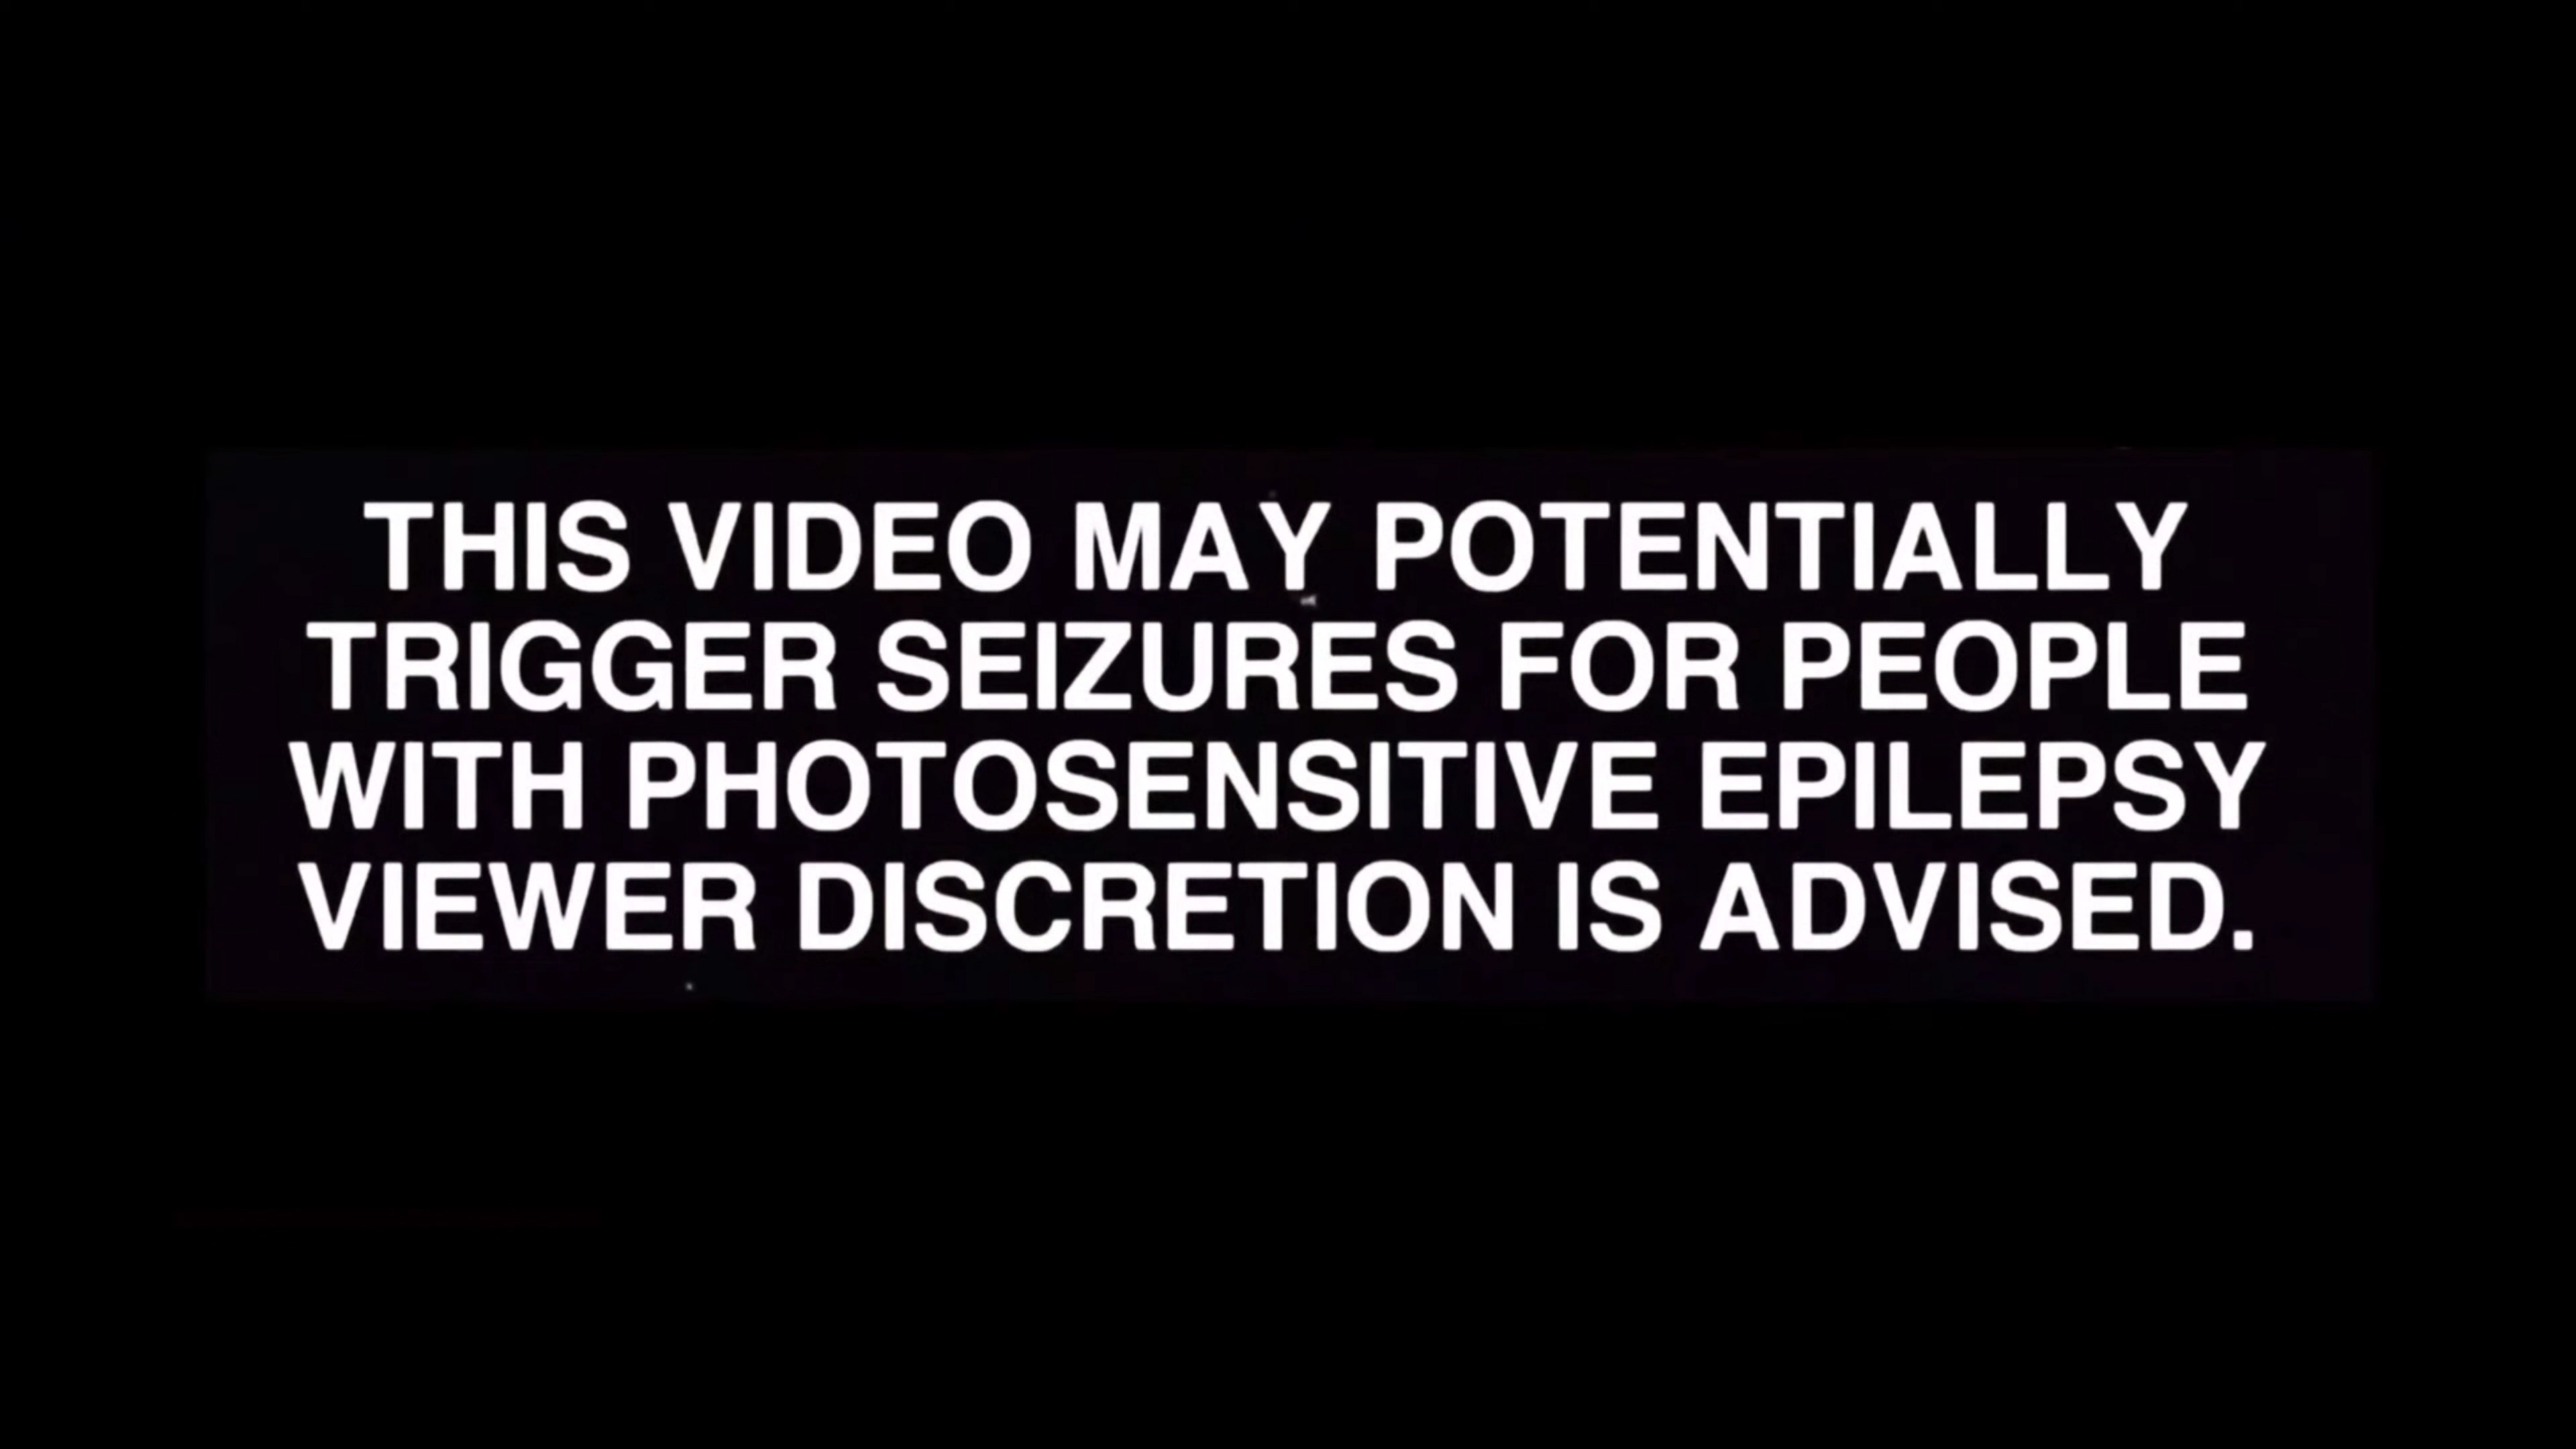 THIS VIDEO MAY POTENTIALLY
TRIGGER SEIZURES FOR PEOPLE
WITH PHOTOSENSITIVE EPILEPSY
VIEWER DISCRETION IS ADVISED.